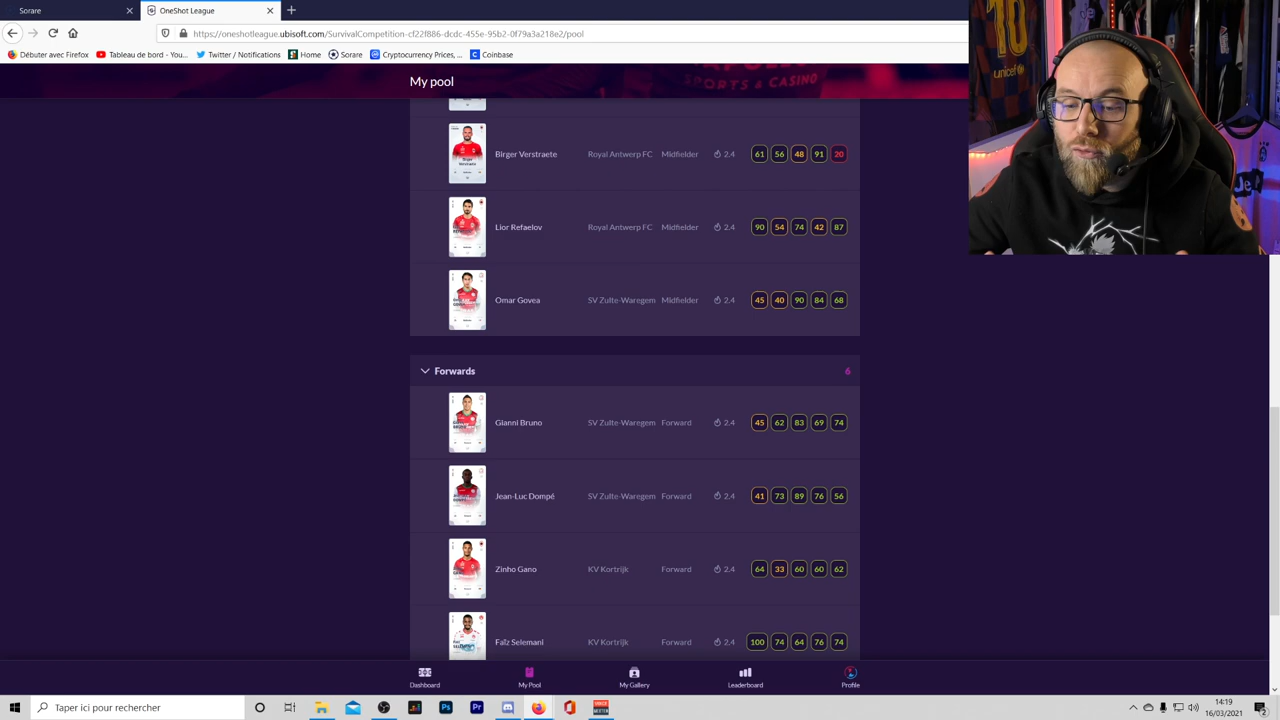 Sorare
OneShot League
https://oneshotleague.ubisoft.com/SurvivalCompetition-cf22f886-dcdc-455e-95b2-0f79a3a218e2/pool
Débuter avec Firefox
Tableau de bord - You...
Twitter / Notifications
Home
Sorare
Cryptocurrency Prices, ...
Coinbase
My pool
SPORTS & CASINO
unicef
Birger Verstraete Royal Antwerp FC Midfielder 2.4 61 56 48 91 20
Lior Refaelov Royal Antwerp FC Midfielder 2.4 90 54 74 42 87
Omar Govea SV Zulte-Waregem Midfielder 2.4 45 40 90 84 68
Forwards 6
Gianni Bruno SV Zulte-Waregem Forward 2.4 45 62 83 69 74
Jean-Luc Dompé SV Zulte-Waregem Forward 2.4 41 73 89 76 56
Zinho Gano KV Kortrijk Forward 2.4 64 33 60 60 62
Faïz Selemani KV Kortrijk Forward 2.4 100 74 64 76 74
Dashboard
My Pool
My Gallery
Leaderboard
Profile
Taper ici pour rechercher
14:19
16/03/2021